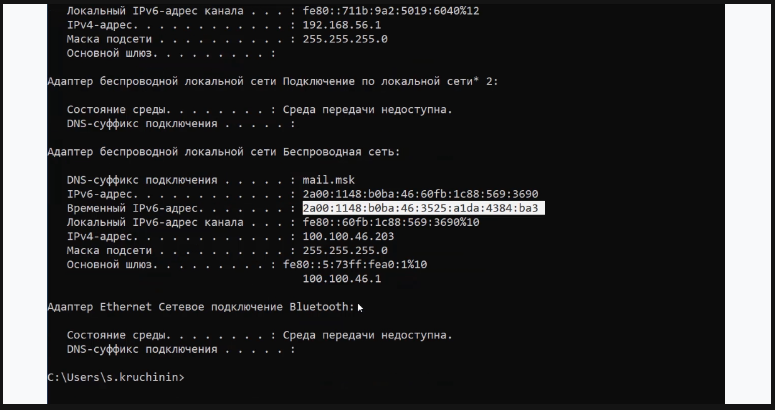 Локальный IPv6-адрес канала . . . : fe80::711b:9a2:5019:6040%12
IPv4-адрес. . . . . . . . . . . . : 192.168.56.1
Маска подсети . . . . . . . . . . : 255.255.255.0
Основной шлюз. . . . . . . . . :
Адаптер беспроводной локальной сети Подключение по локальной сети* 2:
Состояние среды. . . . . . . . : Среда передачи недоступна.
DNS-суффикс подключения . . . . . :
Адаптер беспроводной локальной сети Беспроводная сеть:
DNS-суффикс подключения . . . . . : mail.msk
IPv6-адрес. . . . . . . . . . . . : 2a00:1148:b0ba:46:60fb:1c88:569:3690
Временный IPv6-адрес. . . . . . . : 2a00:1148:b0ba:46:3525:a1da:4384:ba3
Локальный IPv6-адрес канала . . . : fe80::60fb:1c88:569:3690%10
IPv4-адрес. . . . . . . . . . . . : 100.100.46.203
Маска подсети . . . . . . . . . . : 255.255.255.0
Основной шлюз. . . . . . . . . : fe80::5:73ff:fea0:1%10
100.100.46.1
Адаптер Ethernet Сетевое подключение Bluetooth:
Состояние среды. . . . . . . . : Среда передачи недоступна.
DNS-суффикс подключения . . . . . :
C:\Users\s.kruchinin>